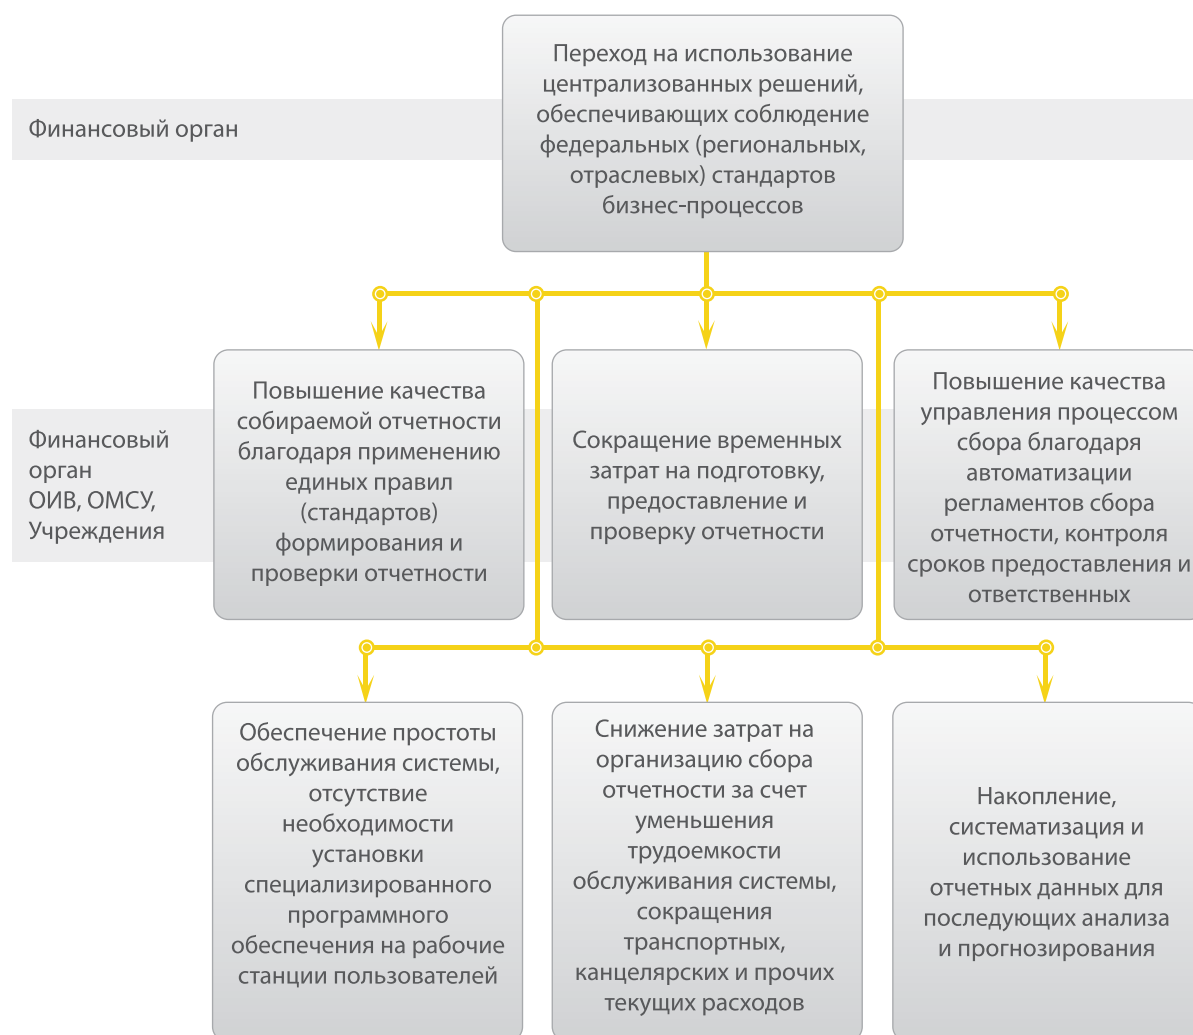 Переход на использование
централизованных решений,
обеспечивающих соблюдение
федеральных (региональных,
отраслевых) стандартов
бизнес-процессов
Финансовый орган
Финансовый
орган
ОИВ, ОМСУ,
Учреждения
Повышение качества
собираемой отчетности
благодаря применению
единых правил
(стандартов)
формирования и
проверки отчетности
Сокращение временных
затрат на подготовку,
предоставление и
проверку отчетности
Повышение качества
управления процессом
сбора благодаря
автоматизации
регламентов сбора
отчетности, контроля
сроков предоставления и
ответственных
Обеспечение простоты
обслуживания системы,
отсутствие
необходимости
установки
специализированного
программного
обеспечения на рабочие
станции пользователей
Снижение затрат на
организацию сбора
отчетности за счет
уменьшения
трудоемкости
обслуживания системы,
сокращения
транспортных,
канцелярских и прочих
текущих расходов
Накопление,
систематизация и
использование
отчетных данных для
последующих анализа
и прогнозирования